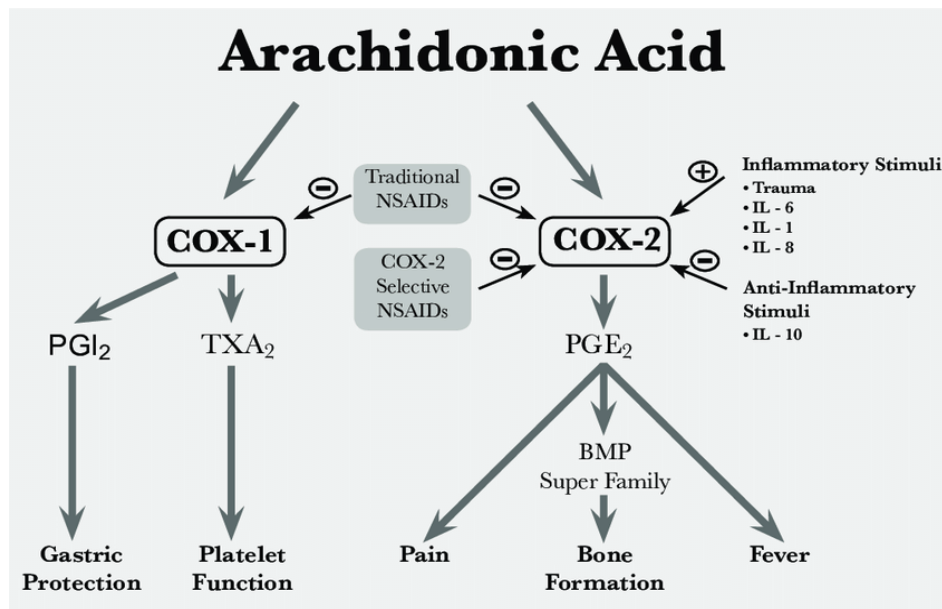 Arachidonic Acid
Traditional
NSAIDs
COX-1
COX-2
COX-2
Selective
NSAIDs
Inflammatory Stimuli
• Trauma
• IL - 6
• IL - 1
• IL - 8
Anti-Inflammatory
Stimuli
• IL - 10
PGI₂
TXA₂
PGE₂
BMP
Super Family
Gastric
Protection
Platelet
Function
Pain
Bone
Formation
Fever